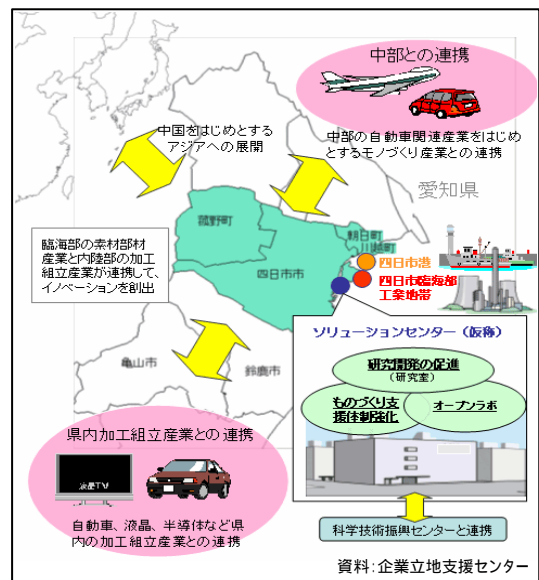 中部との連携
中部の自動車関連産業をはじめ
とするモノづくり産業との連携
中国をはじめとする
アジアへの展開
愛知県
菰野町
朝日町
川越町
四日市市
四日市港
四日市臨海部
工業地帯
臨海部の素材部材
産業と内陸部の加工
組立産業が連携して、
イノベーションを創出
亀山市
鈴鹿市
ソリューションセンター（仮称）
研究開発の促進
（研究室）
ものづくり支
援体制強化
オープンラボ
県内加工組立産業との連携
液晶TV
自動車、液晶、半導体など県
内の加工組立産業との連携
科学技術振興センターと連携
資料：企業立地支援センター